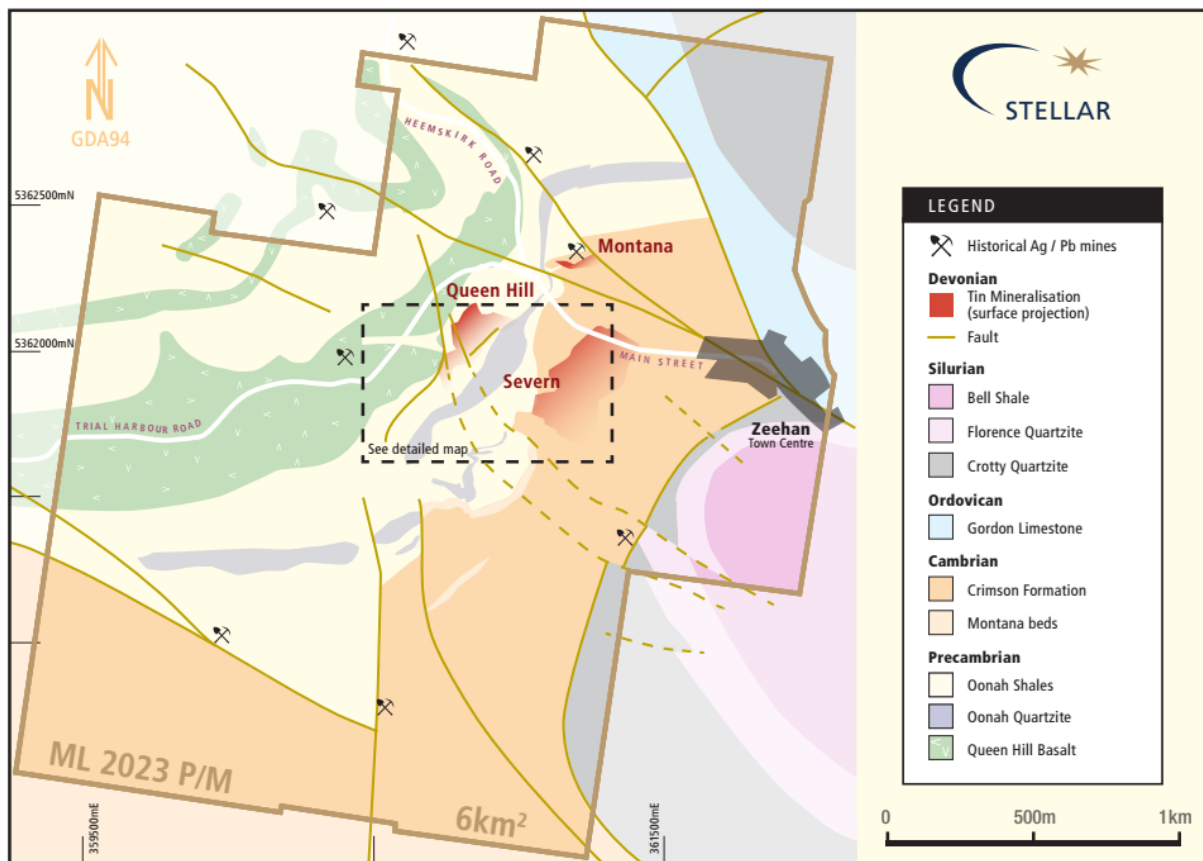 N
GDA94
5362500mN
5362000mN
HEEMSKIRK ROAD
Montana
Queen Hill
Severn
MAIN STREET
TRIAL HARBOUR ROAD
See detailed map
Zeehan
Town Centre
ML 2023 P/M
6km²
359500mE
361500mE
STELLAR
LEGEND
Historical Ag / Pb mines
Devonian
Tin Mineralisation
(surface projection)
Fault
Silurian
Bell Shale
Florence Quartzite
Crotty Quartzite
Ordovican
Gordon Limestone
Cambrian
Crimson Formation
Montana beds
Precambrian
Oonah Shales
Oonah Quartzite
Queen Hill Basalt
0 500m 1km